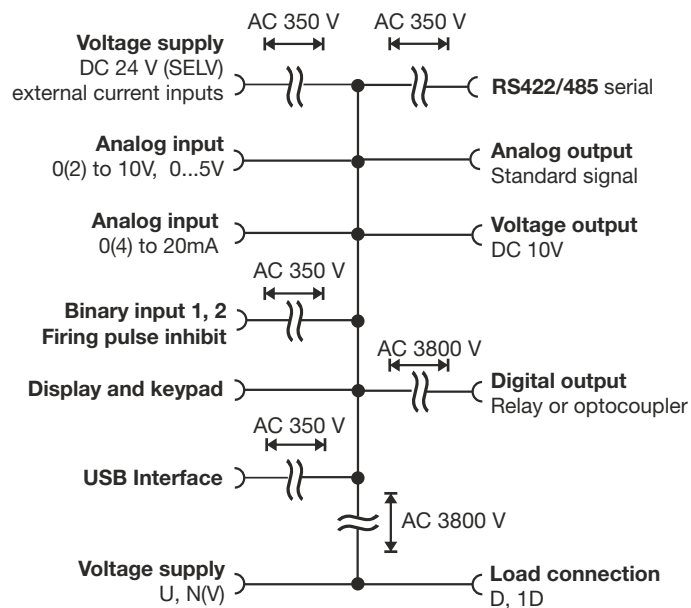 AC 350 V
AC 350 V
Voltage supply
DC 24 V (SELV)
external current inputs
RS422/485 serial
Analog input
0(2) to 10V, 0...5V
Analog output
Standard signal
Analog input
0(4) to 20mA
Voltage output
DC 10V
AC 350 V
Binary input 1, 2
Firing pulse inhibit
AC 3800 V
Display and keypad
Digital output
Relay or optocoupler
AC 350 V
USB Interface
AC 3800 V
Voltage supply
U, N(V)
Load connection
D, 1D